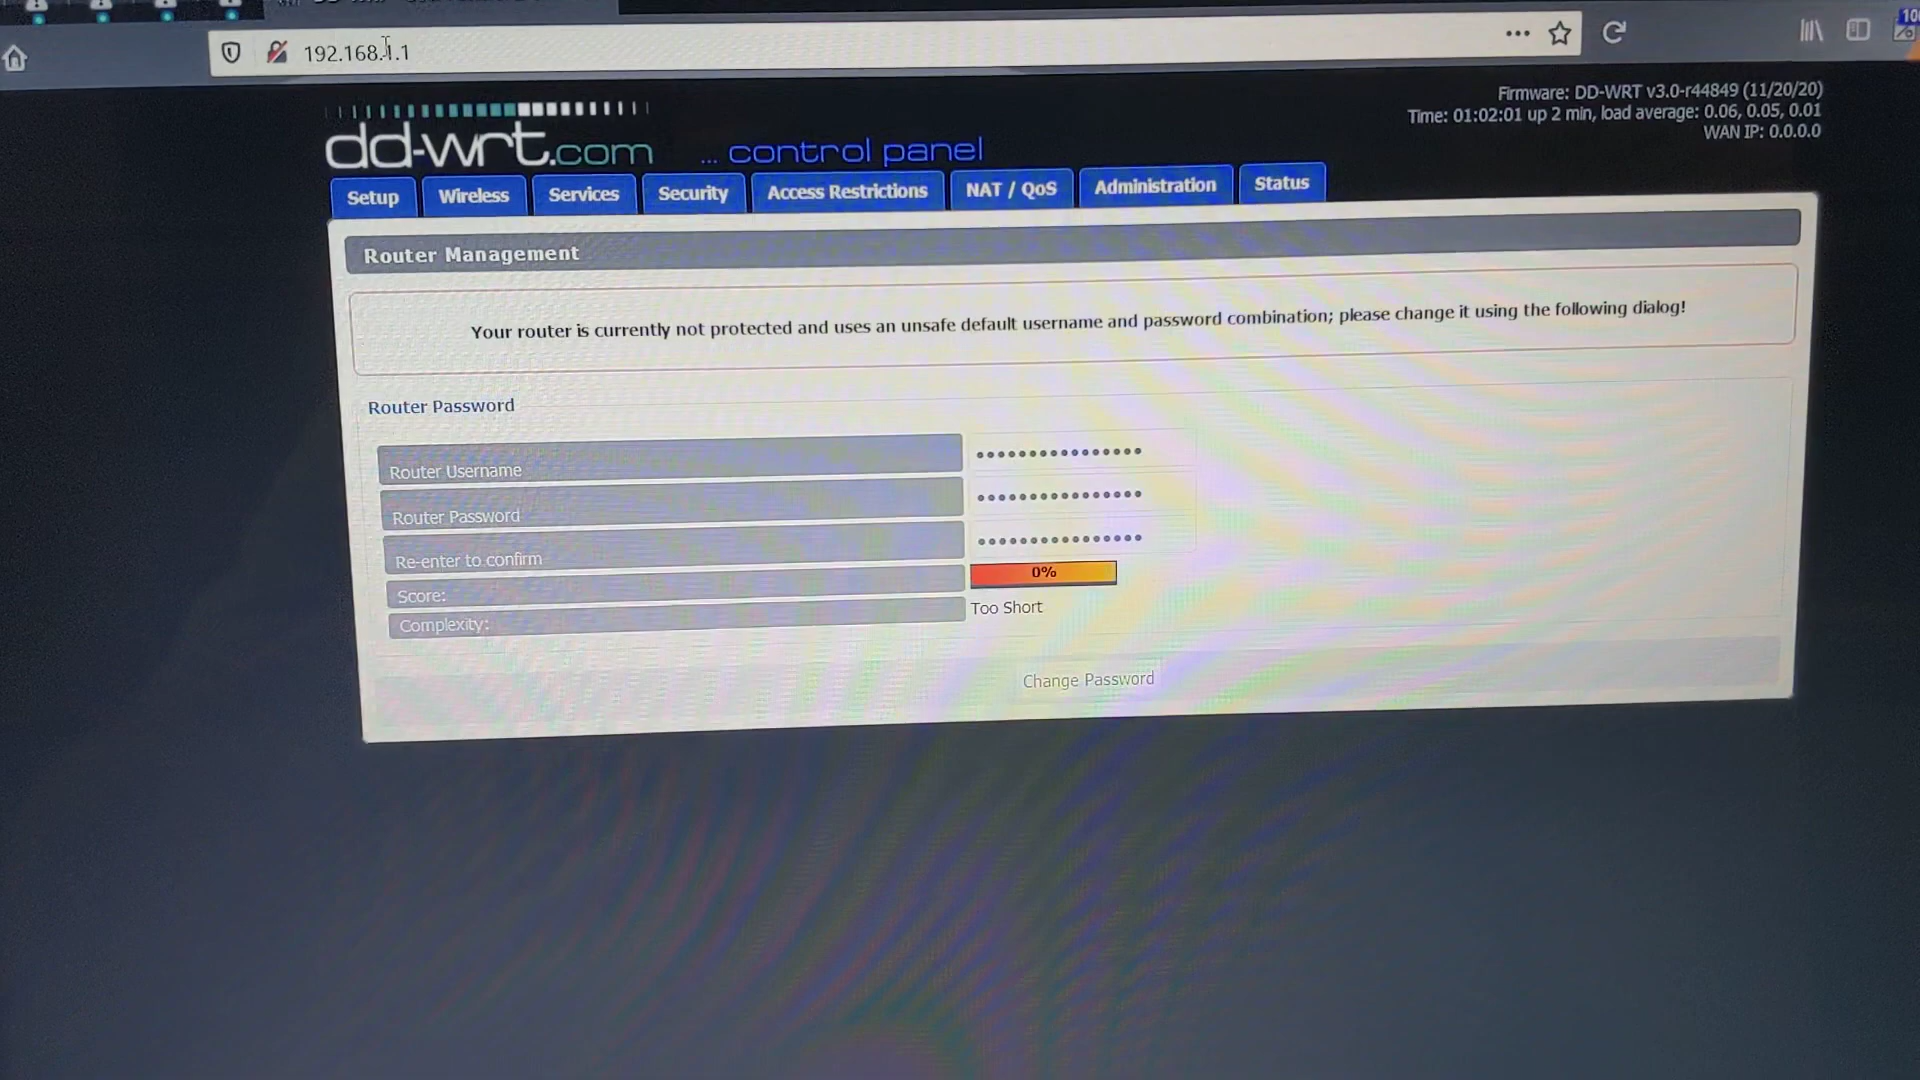 192.168.1.1
Firmware: DD-WRT v3.0-r44849 (11/20/20)
Time: 01:02:01 up 2 min, load average: 0.06, 0.05, 0.01
WAN IP: 0.0.0.0
dd-wrt.com ... control panel
Setup Wireless Services Security Access Restrictions NAT / QoS Administration Status
Router Management
Your router is currently not protected and uses an unsafe default username and password combination; please change it using the following dialog!
Router Password
Router Username ••••••••••••••••
Router Password ••••••••••••••••
Re-enter to confirm ••••••••••••••••
Score: 0%
Complexity: Too Short
Change Password